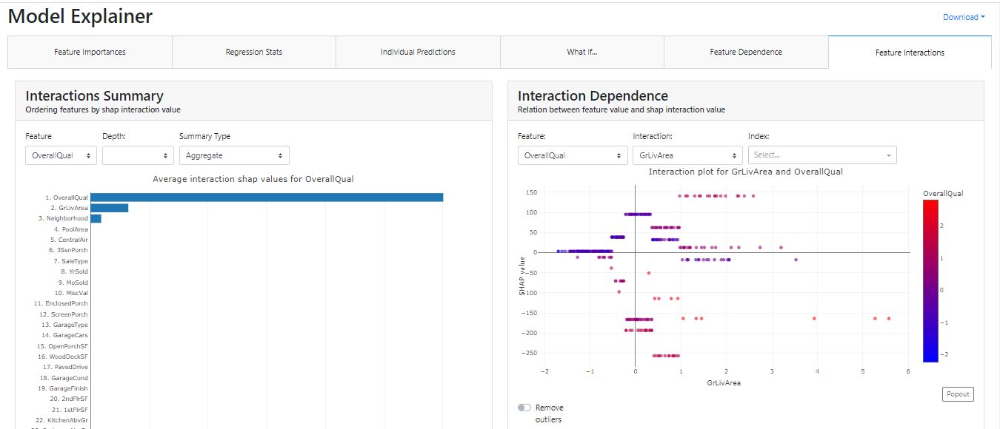 Model Explainer
Download
Feature Importances
Regression Stats
Individual Predictions
What if...
Feature Dependence
Feature Interactions
Interactions Summary
Ordering features by shap interaction value
Feature
Depth:
Summary Type
OverallQual
Aggregate
Average interaction shap values for OverallQual
1. OverallQual
2. GrLivArea
3. Neighborhood
4. PoolArea
5. CentralAir
6. 3SsnPorch
7. SaleType
8. YrSold
9. MoSold
10. MiscVal
11. EnclosedPorch
12. ScreenPorch
13. GarageType
14. GarageCars
15. OpenPorchSF
16. WoodDeckSF
17. PavedDrive
18. GarageCond
19. GarageFinish
20. 2ndFlrSF
21. 1stFlrSF
22. KitchenAbvGr
Interaction Dependence
Relation between feature value and shap interaction value
Feature:
Interaction:
Index:
OverallQual
GrLivArea
Select...
Interaction plot for GrLivArea and OverallQual
SHAP value
150
100
50
0
−50
−100
−150
−200
−250
−2
−1
0
1
2
3
4
5
6
GrLivArea
OverallQual
2
1
0
−1
−2
Popout
Remove
outliers